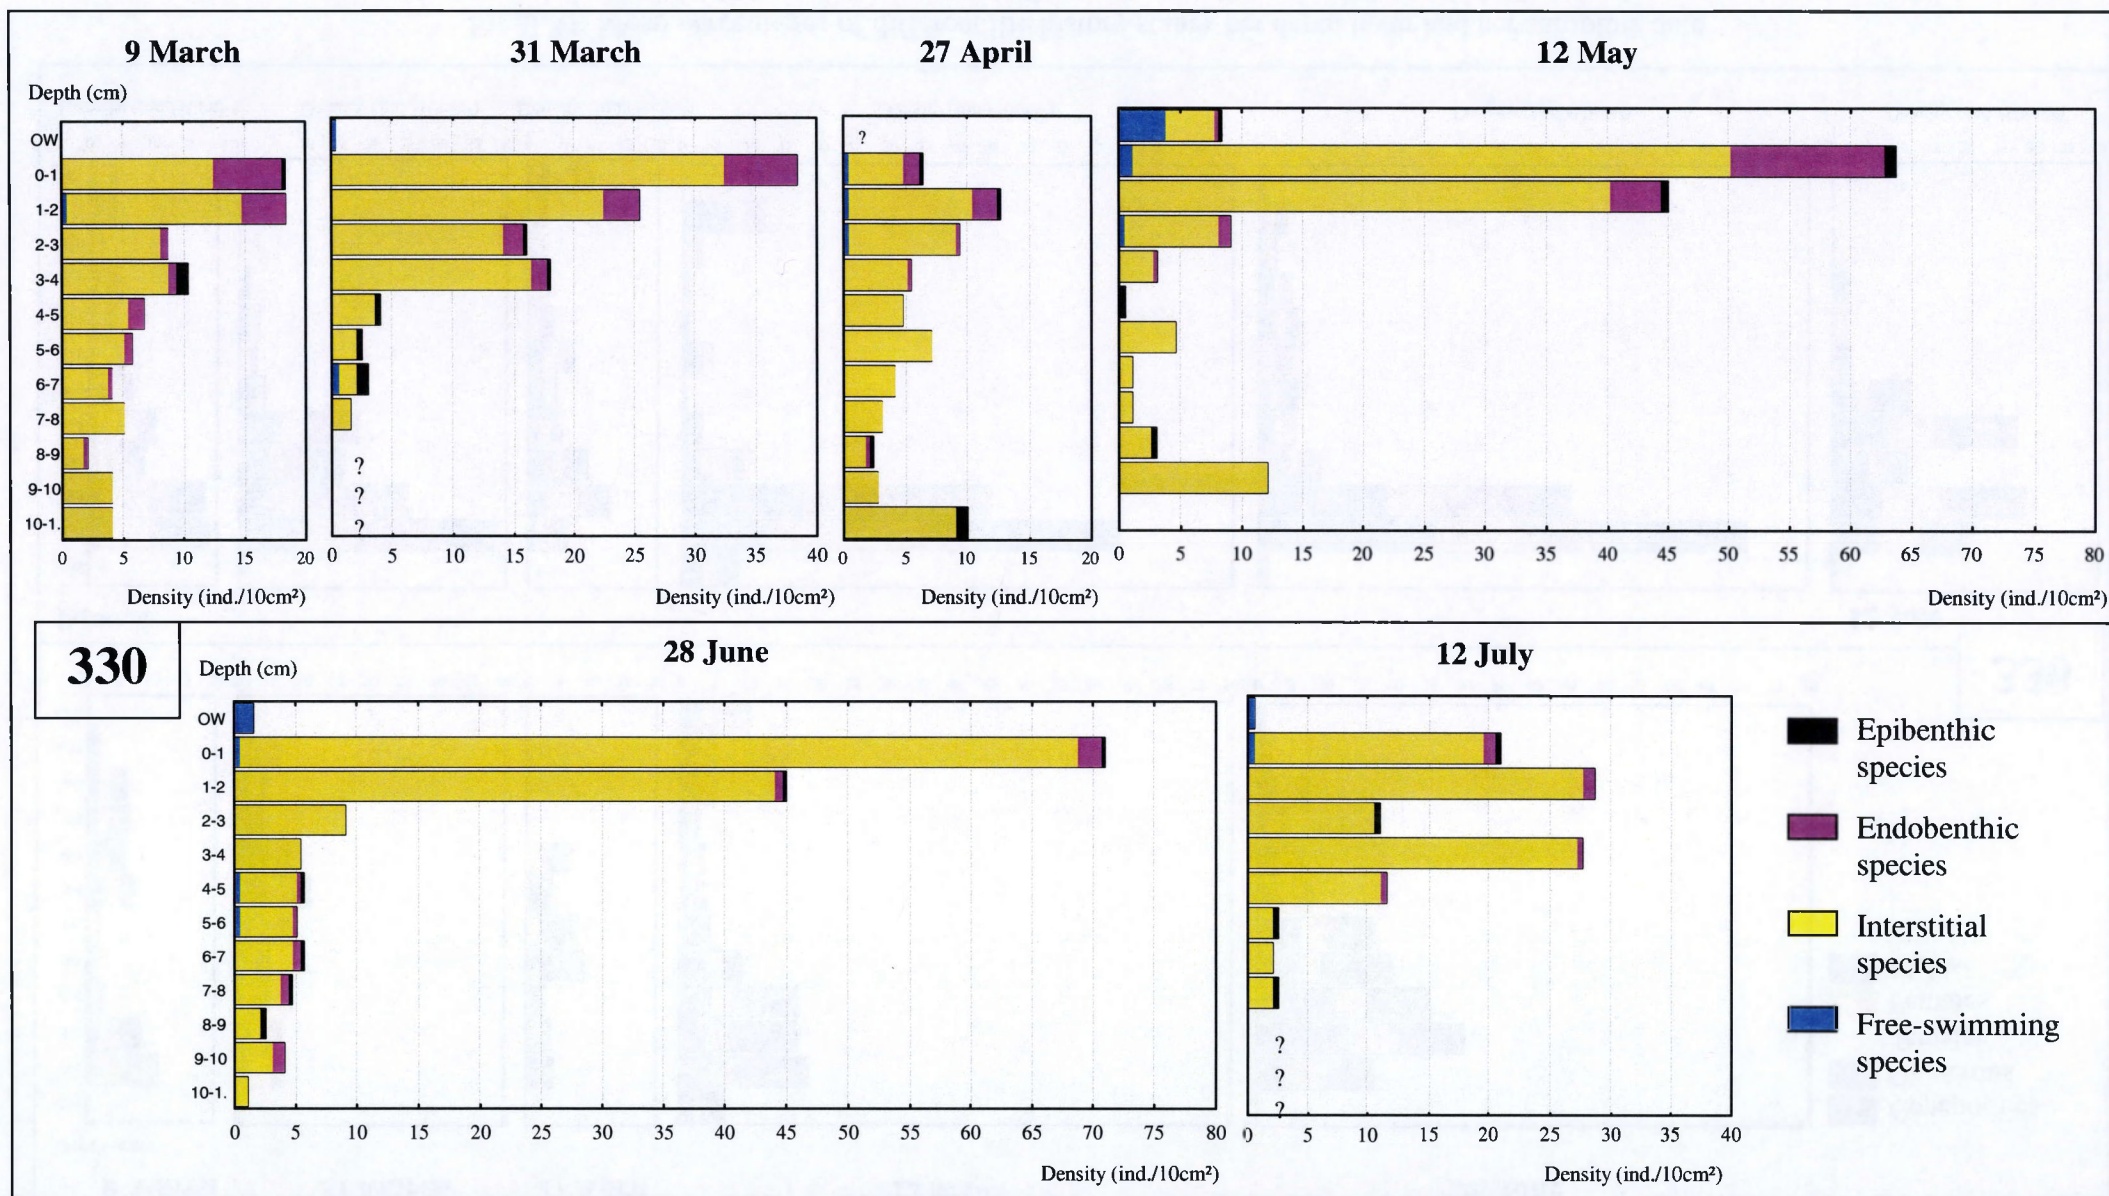 9 March
31 March
27 April
12 May
Depth (cm)
OW
0-1
1-2
2-3
3-4
4-5
5-6
6-7
7-8
8-9
9-10
10-1.
?
?
?
?
0 5 10 15 20
0 5 10 15 20 25 30 35 40
0 5 10 15 20
0 5 10 15 20 25 30 35 40 45 50 55 60 65 70 75 80
Density (ind./10cm²)
Density (ind./10cm²)
Density (ind./10cm²)
Density (ind./10cm²)
330
Depth (cm)
28 June
12 July
OW
0-1
1-2
2-3
3-4
4-5
5-6
6-7
7-8
8-9
9-10
10-1.
?
?
?
0 5 10 15 20 25 30 35 40 45 50 55 60 65 70 75 80
0 5 10 15 20 25 30 35 40
Density (ind./10cm²)
Density (ind./10cm²)
Epibenthic
species
Endobenthic
species
Interstitial
species
Free-swimming
species